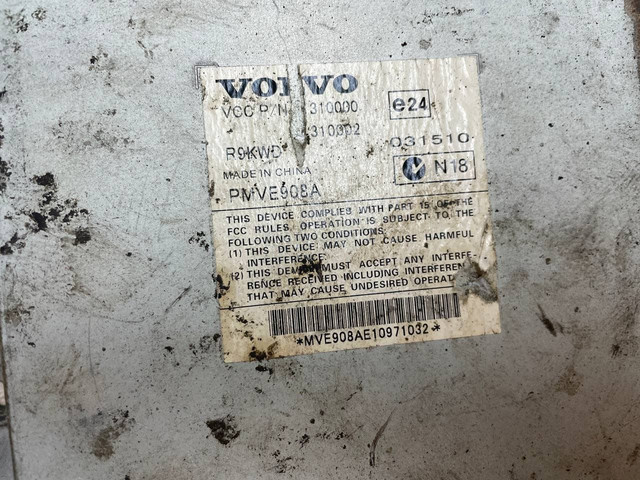 VOLVO
VCC P/N 310000
310002
e24
031510
R9KWD
MADE IN CHINA
N18
PMVE908A
THIS DEVICE COMPLIES WITH PART 15 OF THE
FCC RULES. OPERATION IS SUBJECT TO THE
FOLLOWING TWO CONDITIONS:
(1) THIS DEVICE MAY NOT CAUSE HARMFUL
INTERFERENCE.
(2) THIS DEVICE MUST ACCEPT ANY INTERFE-
RENCE RECEIVED INCLUDING INTERFEREN
THAT MAY CAUSE UNDESIRED OPERAT
*MVE908AE10971032*